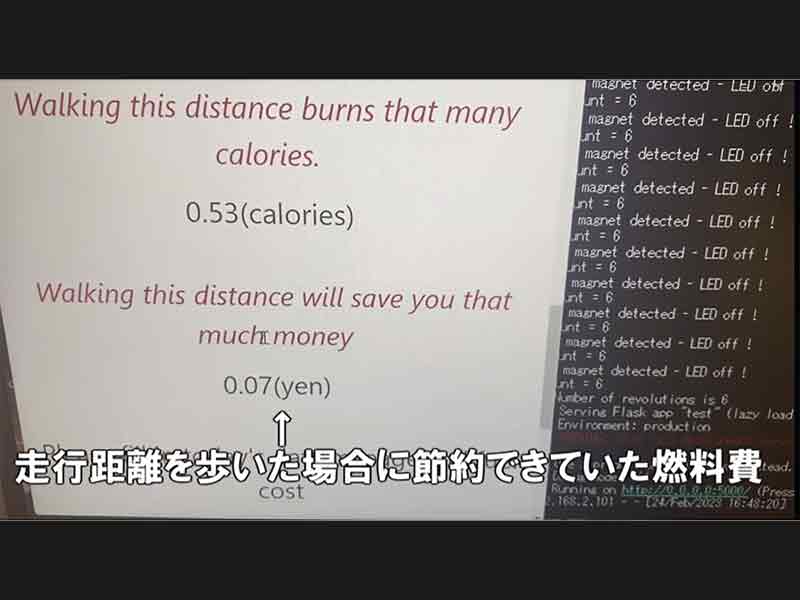 Walking this distance burns that many
calories.
0.53(calories)
Walking this distance will save you that
much money
0.07(yen)
↑
走行距離を歩いた場合に節約できていた燃料費
cost
magnet detected - LED off
unt = 6
magnet detected - LED off !
unt = 6
magnet detected - LED off !
unt = 6
magnet detected - LED off !
unt = 6
magnet detected - LED off !
unt = 6
magnet detected - LED off !
unt = 6
magnet detected - LED off !
unt = 6
magnet detected - LED off !
unt = 6
magnet detected - LED off !
unt = 6
magnet detected - LED off !
unt = 6
umber of revolutions is 6
Serving Flask app "test" (lazy load
Environment: production
Running on http://0.0.0.0:5000/ (Press
2.168.2.101 - - [24/Feb/2023 16:48:20]